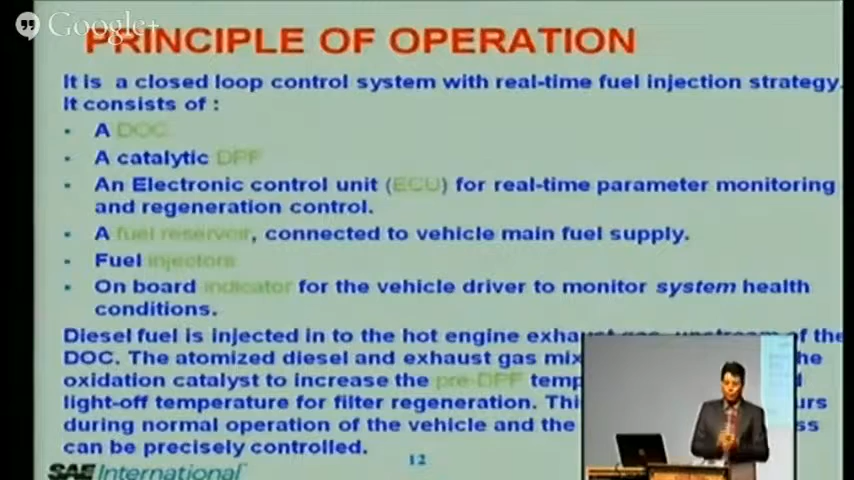 Google+
PRINCIPLE OF OPERATION
It is a closed loop control system with real-time fuel injection strategy.
It consists of :
• A DOC
• A catalytic DPF
• An Electronic control unit (ECU) for real-time parameter monitoring
and regeneration control.
• A fuel reservoir, connected to vehicle main fuel supply.
• Fuel injectors
• On board indicator for the vehicle driver to monitor system health
conditions.
Diesel fuel is injected in to the hot engine exhaust gas, upstream of the
DOC. The atomized diesel and exhaust gas mix
oxidation catalyst to increase the pre-DPF temp
light-off temperature for filter regeneration.
during normal operation of the vehicle and the
can be precisely controlled.
12
SAE International